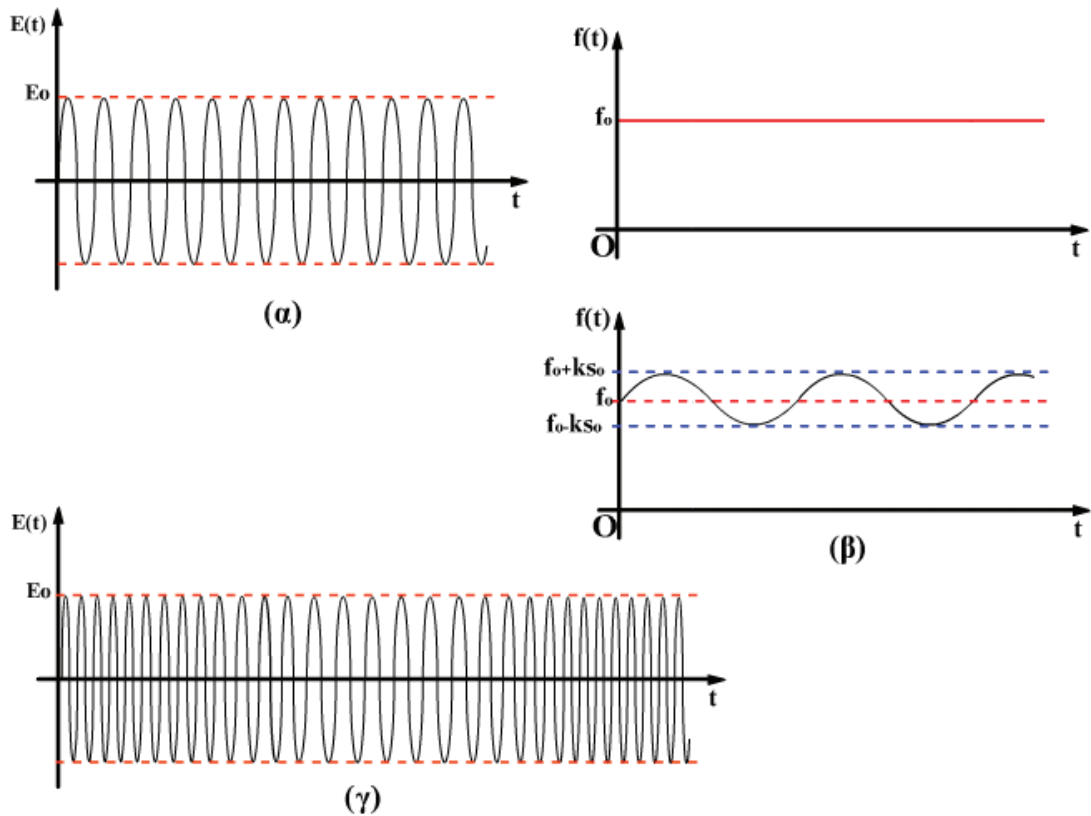 E(t)
Eo
t
(α)
f(t)
fo
O
t
f(t)
fo+kso
fo
fo-kso
O
t
(β)
E(t)
Eo
t
(γ)